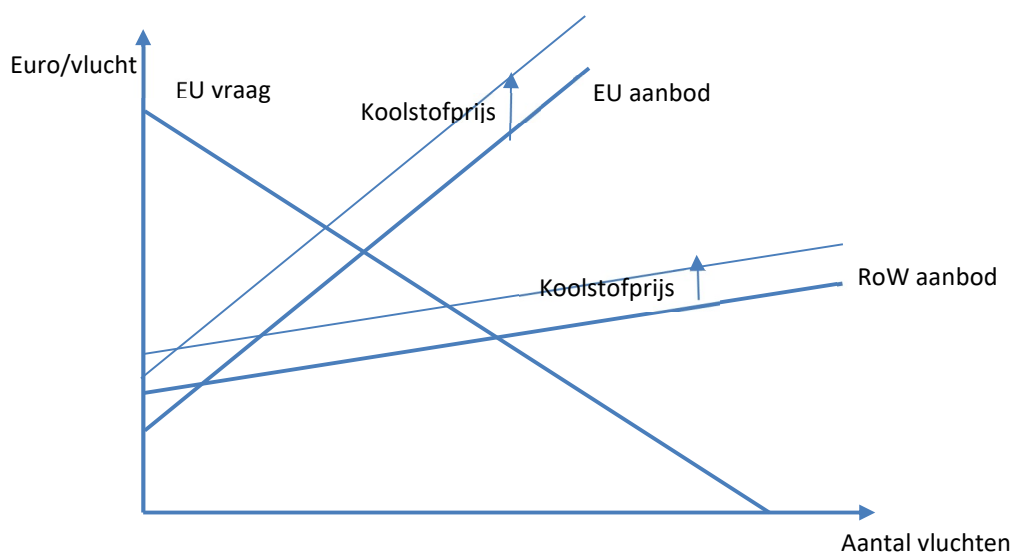 Euro/vlucht
EU vraag
Koolstofprijs
EU aanbod
Koolstofprijs
RoW aanbod
Aantal vluchten